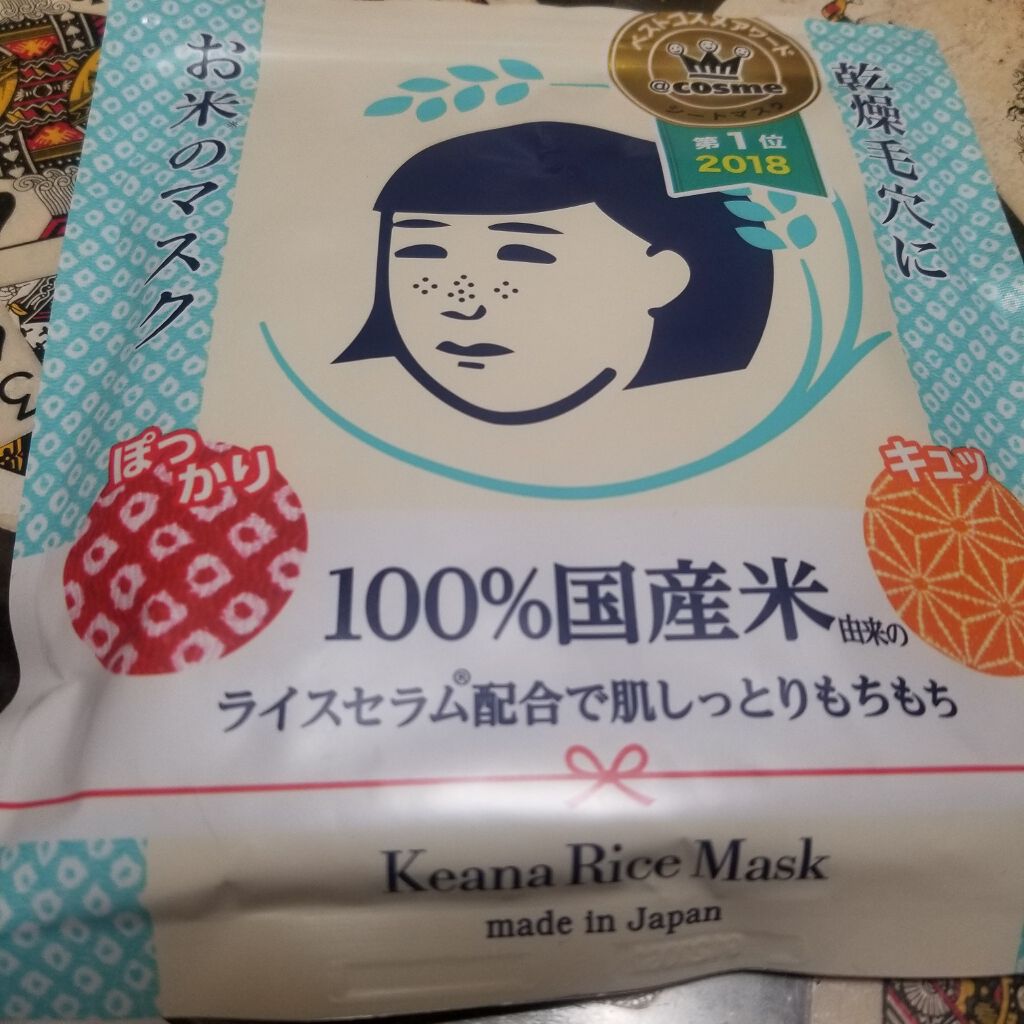 お米*のマスク
乾燥毛穴に
ベストコスメアワード
@cosme
シートマスク
第1位
2018
ぽっ
かり
キュッ
100%国産米由来の
ライスセラム®配合で肌しっとりもちもち
Keana Rice Mask
made in Japan
3